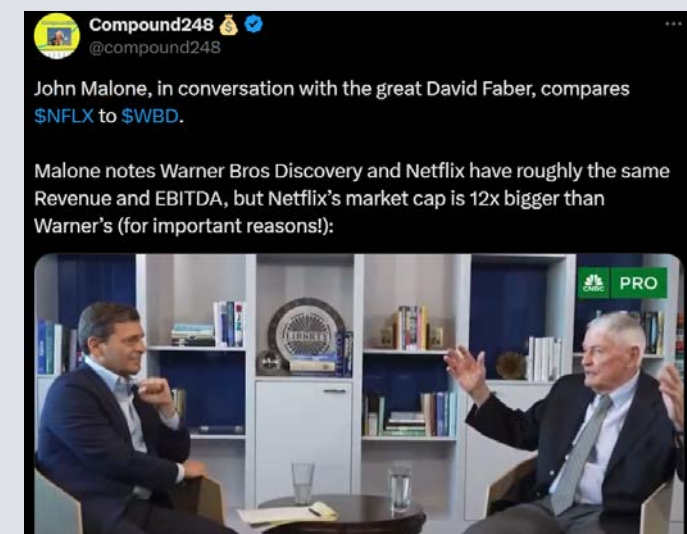 Compound248 💰
@compound248
John Malone, in conversation with the great David Faber, compares
$NFLX to $WBD.
Malone notes Warner Bros Discovery and Netflix have roughly the same
Revenue and EBITDA, but Netflix’s market cap is 12x bigger than
Warner’s (for important reasons!):
CNBC PRO
LIBERTY